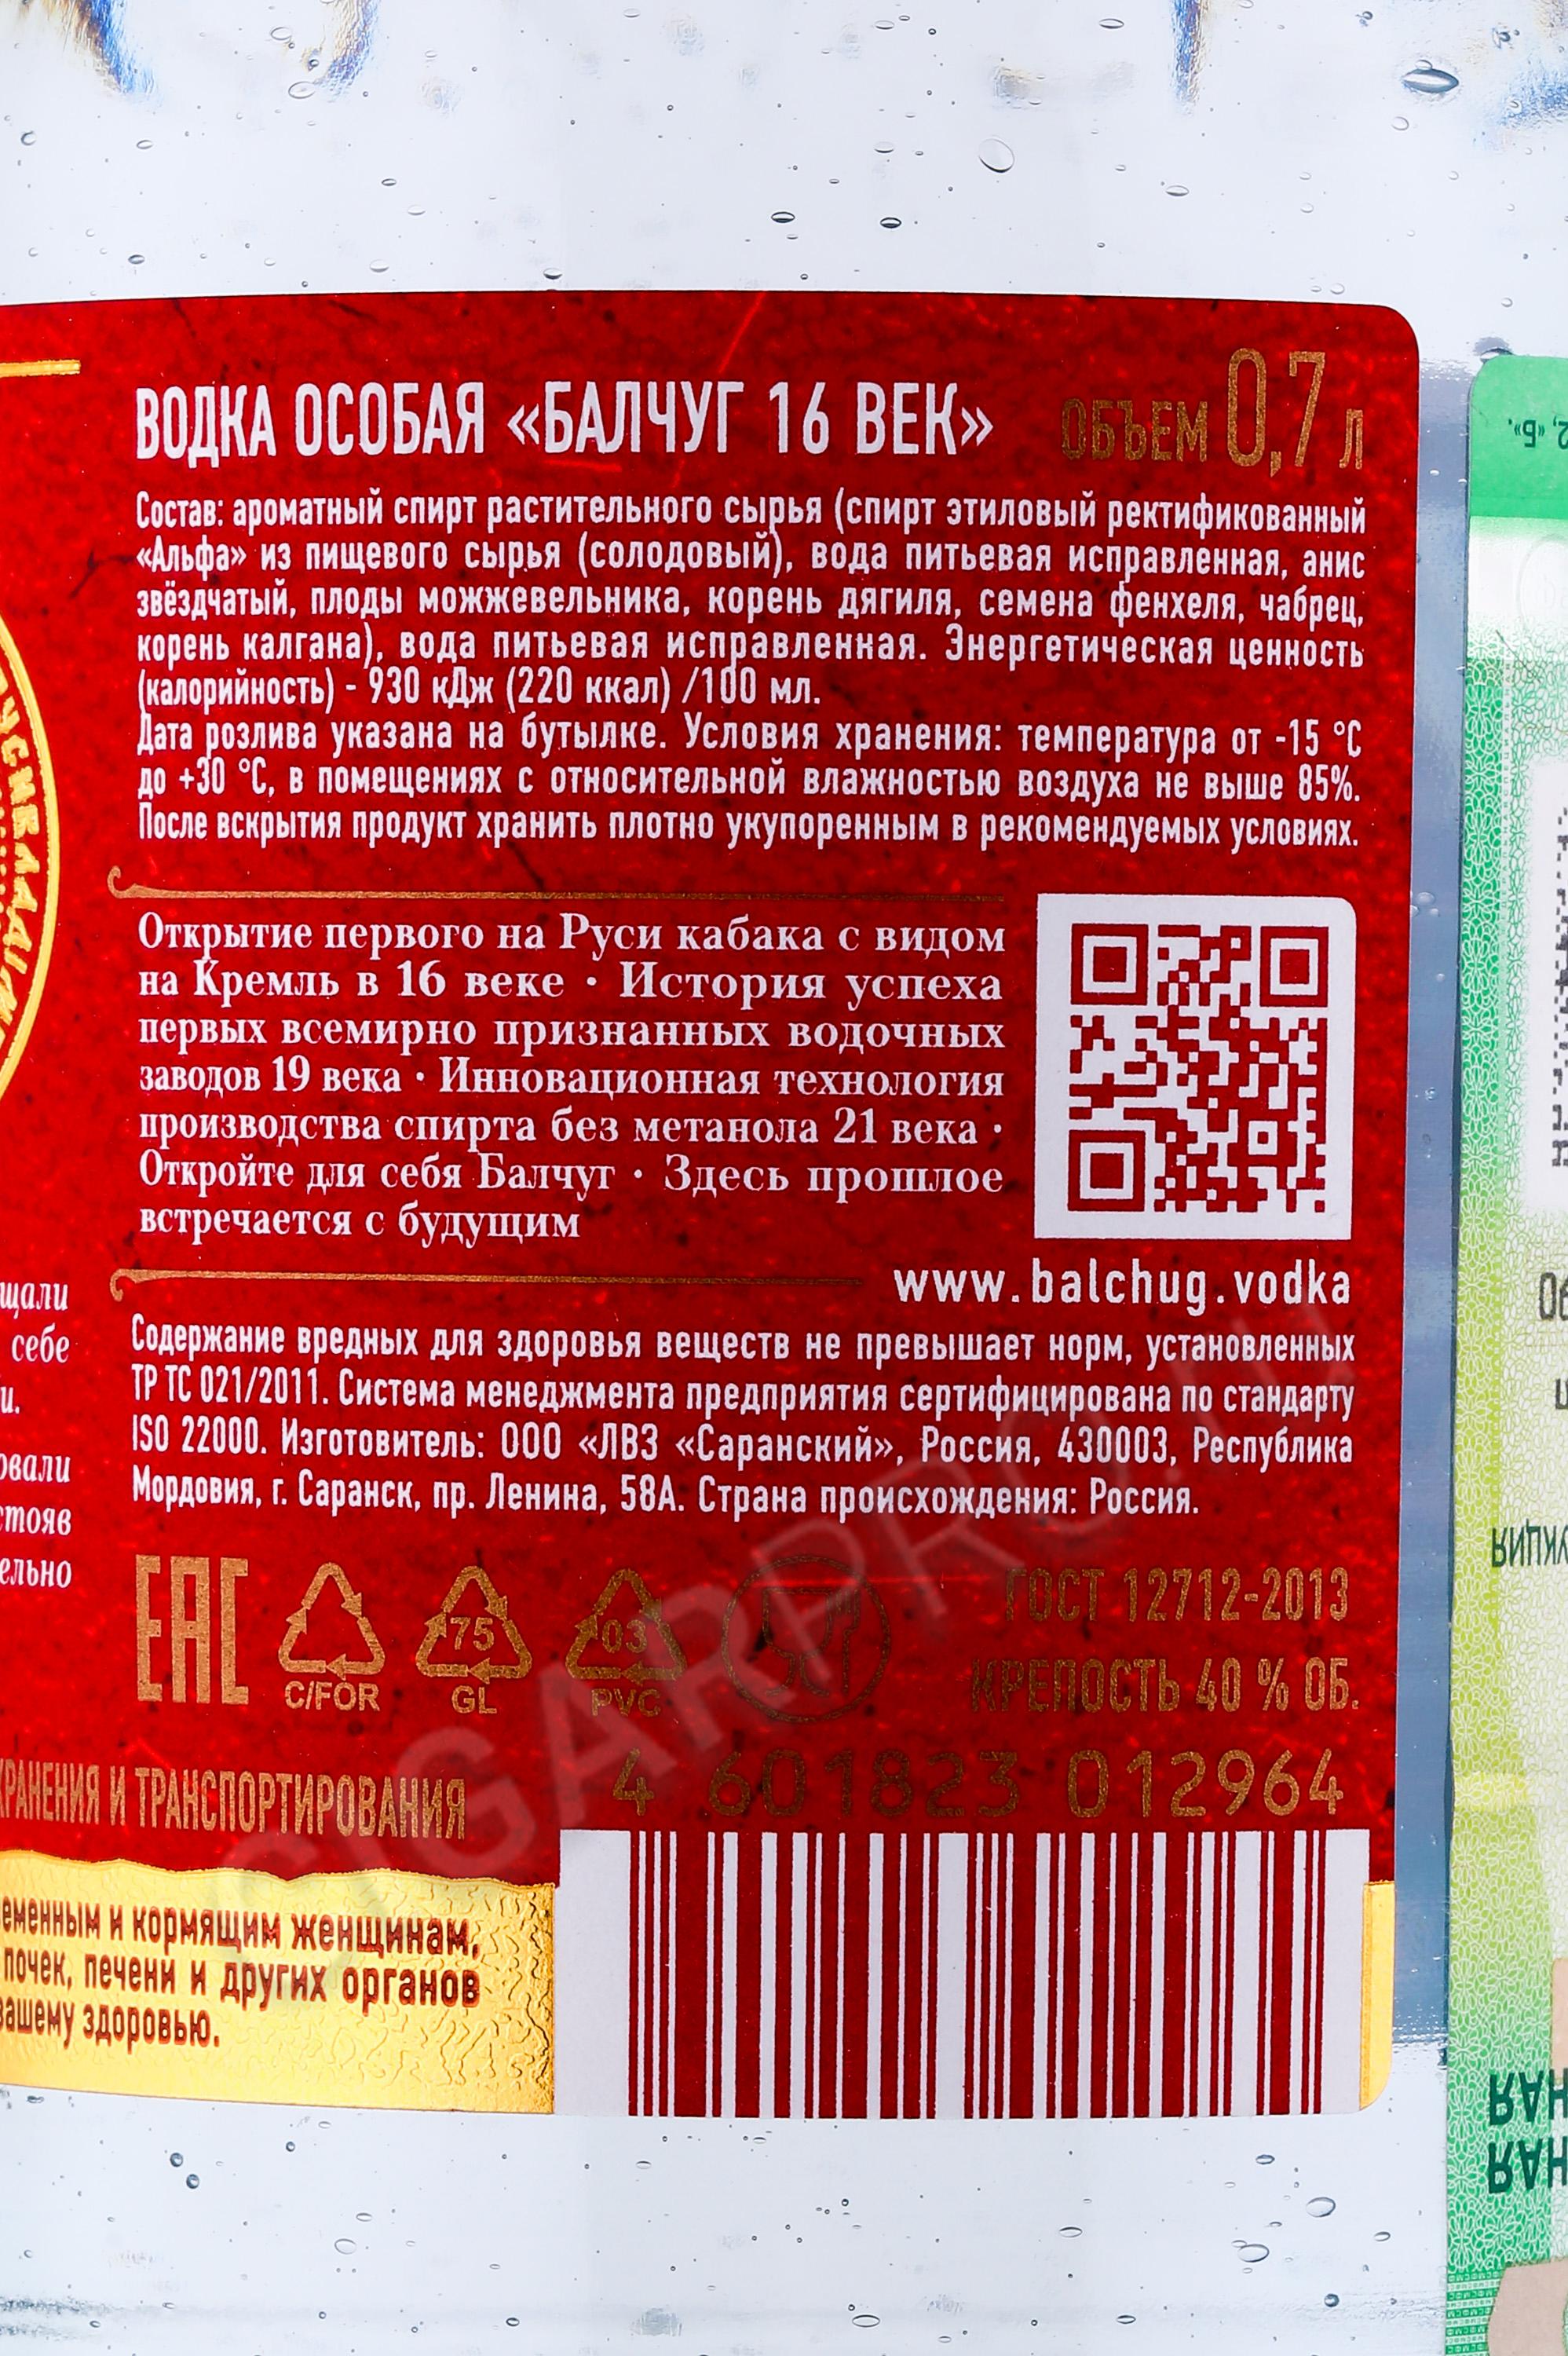 ВОДКА ОСОБАЯ «БАЛЧУГ 16 ВЕК» ОБЪЕМ 0,7 л
Состав: ароматный спирт растительного сырья (спирт этиловый ректификованный
«Альфа» из пищевого сырья (солодовый), вода питьевая исправленная, анис
звёздчатый, плоды можжевельника, корень дягиля, семена фенхеля, чабрец,
корень калгана), вода питьевая исправленная. Энергетическая ценность
(калорийность) - 930 кДж (220 ккал) /100 мл.
Дата розлива указана на бутылке. Условия хранения: температура от -15 °С
до +30 °С, в помещениях с относительной влажностью воздуха не выше 85%.
После вскрытия продукт хранить плотно укупоренным в рекомендуемых условиях.
Открытие первого на Руси кабака с видом
на Кремль в 16 веке · История успеха
первых всемирно признанных водочных
заводов 19 века · Инновационная технология
производства спирта без метанола 21 века ·
Откройте для себя Балчуг · Здесь прошлое
встречается с будущим
www.balchug.vodka
Содержание вредных для здоровья веществ не превышает норм, установленных
ТР ТС 021/2011. Система менеджмента предприятия сертифицирована по стандарту
ISO 22000. Изготовитель: ООО «ЛВЗ «Саранский», Россия, 430003, Республика
Мордовия, г. Саранск, пр. Ленина, 58А. Страна происхождения: Россия.
себе
EAC
C/FOR
75
GL
03
PVC
ГОСТ 12712-2013
КРЕПОСТЬ 40 % ОБ.
4 601823 012964
И ТРАНСПОРТИРОВАНИЯ
и кормящим женщинам,
почек, печени и других органов
вашему здоровью.
CIGARPRO.RU